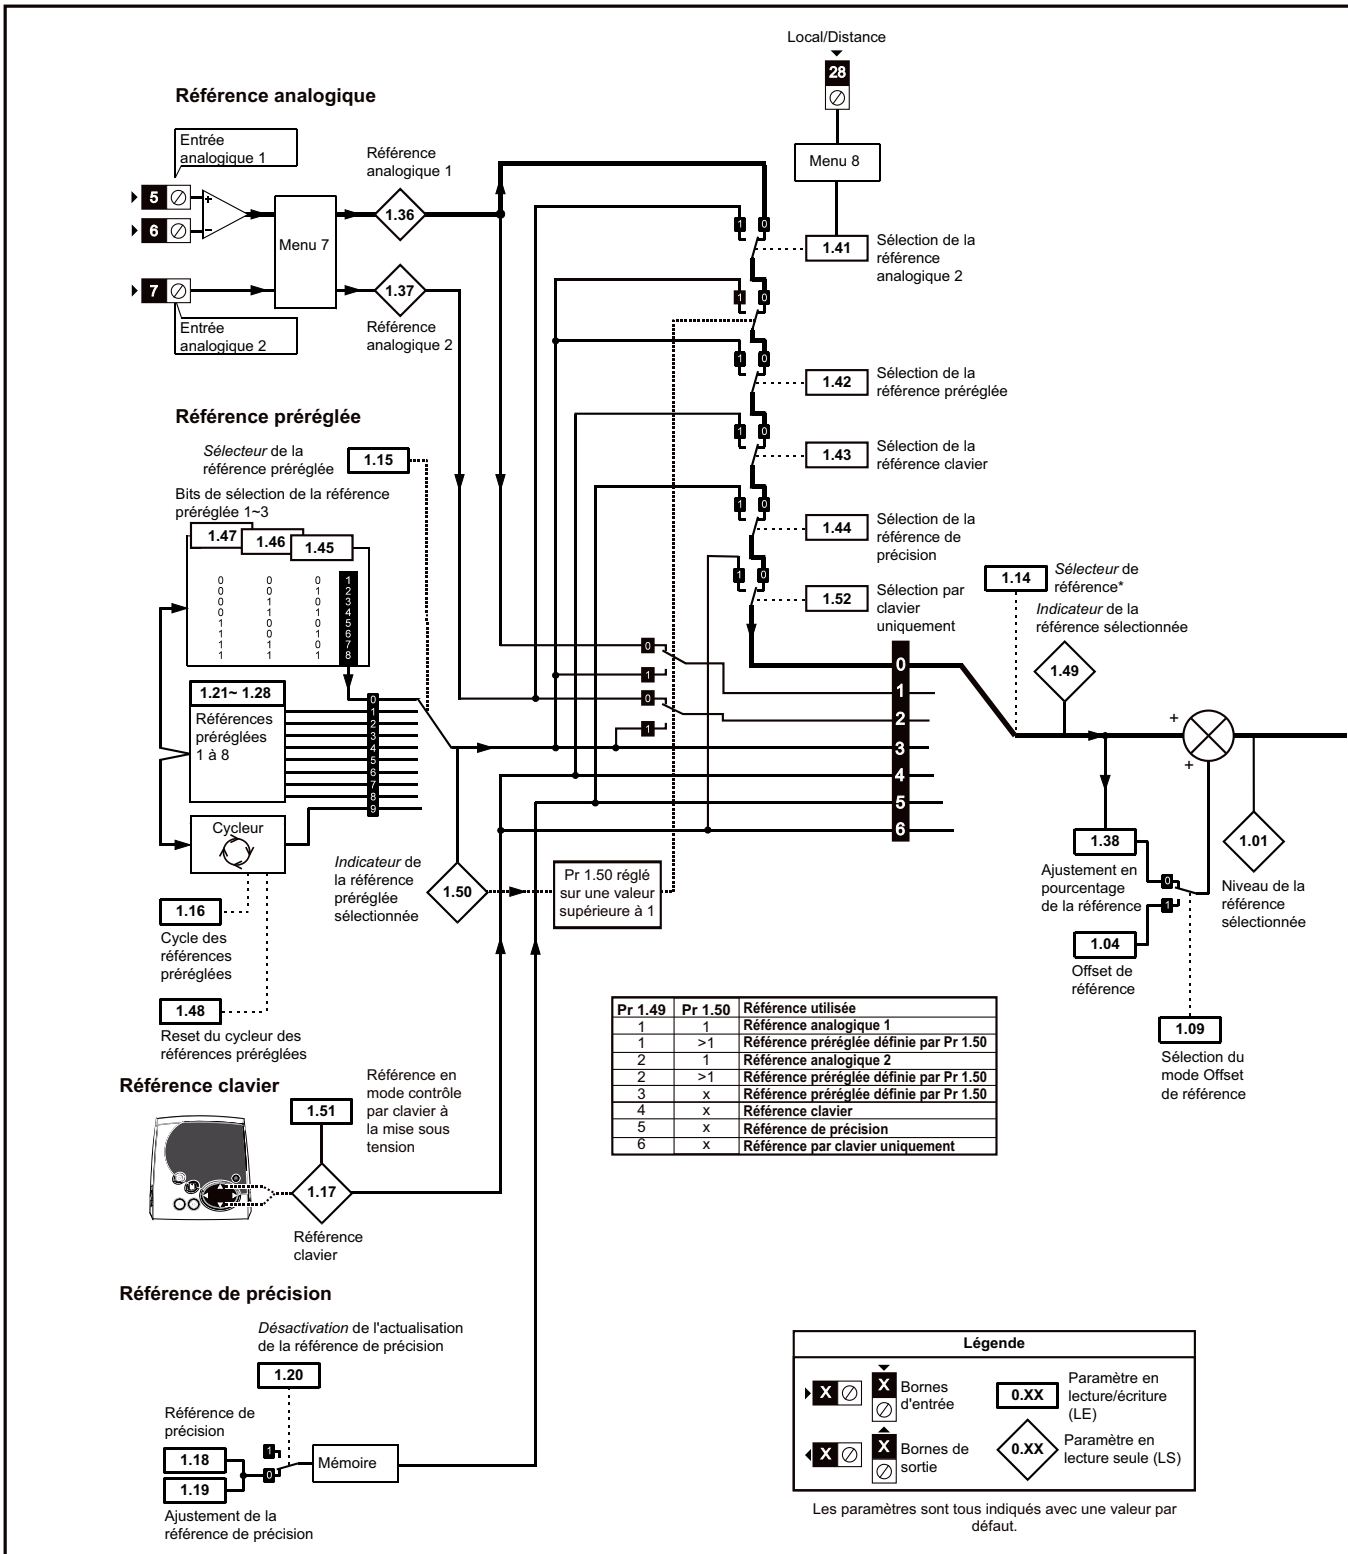 Local/Distance
28
Référence analogique
Entrée
analogique 1
Référence
analogique 1
Menu 8
5
+
6
−
Menu 7
1.36
1 0
1.41
Sélection de la
référence
analogique 2
7
1.37
Entrée
analogique 2
Référence
analogique 2
1 0
1 0
1.42
Sélection de la
référence préréglée
Référence préréglée
Sélecteur de la
référence préréglée
1.15
1 0
1.43
Sélection de la
référence clavier
Bits de sélection de la référence
préréglée 1~3
1.47
1.46
1.45
1 0
1.44
Sélection de la
référence de
précision
0 0 0 1
0 0 1 2
0 1 0 3
0 1 1 4
1 0 0 5
1 0 1 6
1 1 0 7
1 1 1 8
1 0
1.52
Sélection par
clavier
uniquement
1.14
Sélecteur de
référence*
Indicateur de la
référence sélectionnée
1.49
0
1
0
1
0
1
2
3
4
5
6
1.21~ 1.28
Références
préréglées
1 à 8
0
1
2
3
4
5
6
7
8
9
Cycleur
Indicateur de
la référence
préréglée
sélectionnée
1.50
Pr 1.50 réglé
sur une valeur
supérieure à 1
+
+
1.38
Ajustement en
pourcentage
de la référence
0
1
1.01
Niveau de la
référence
sélectionnée
1.04
Offset de
référence
1.09
Sélection du
mode Offset
de référence
1.16
Cycle des
références
préréglées
1.48
Reset du cycleur des
références préréglées
Pr 1.49 Pr 1.50 Référence utilisée
1 1 Référence analogique 1
1 >1 Référence préréglée définie par Pr 1.50
2 1 Référence analogique 2
2 >1 Référence préréglée définie par Pr 1.50
3 x Référence préréglée définie par Pr 1.50
4 x Référence clavier
5 x Référence de précision
6 x Référence par clavier uniquement
Référence clavier
1.51
Référence en
mode contrôle
par clavier à
la mise sous
tension
1.17
Référence
clavier
Référence de précision
Désactivation de l'actualisation
de la référence de précision
1.20
Référence de
précision
1.18
1
0
Mémoire
1.19
Ajustement de la
référence de précision
Légende
X
X
Bornes
d'entrée
0.XX
Paramètre en
lecture/écriture
(LE)
X
X
Bornes de
sortie
0.XX
Paramètre en
lecture seule (LS)
Les paramètres sont tous indiqués avec une valeur par
défaut.